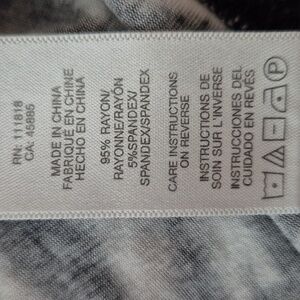 RN: 111818
CA: 45885
MADE IN CHINA
FABRIQUÉ EN CHINE
HECHO EN CHINA
95% RAYON/
RAYONNE/RAYÓN
5%SPANDEX/
SPANDEX/SPANDEX
CARE INSTRUCTIONS
ON REVERSE
INSTRUCTIONS DE
SOIN SUR L'INVERSE
INSTRUCCIONES DEL
CUIDADO EN REVÉS
P